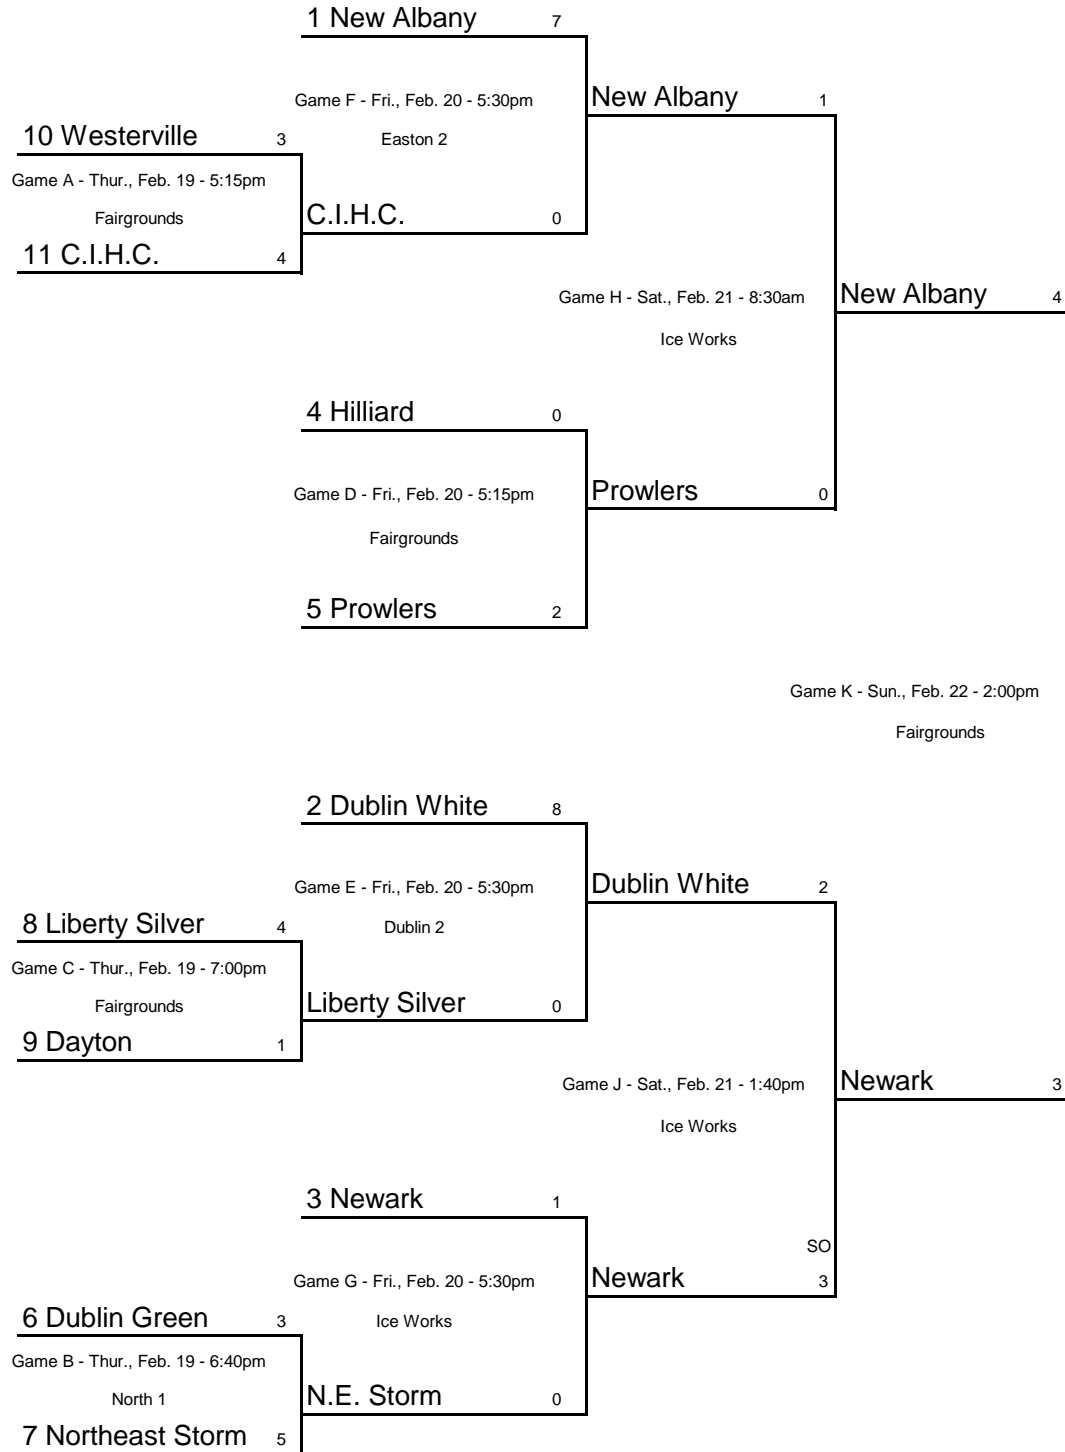 1 New Albany 7
Game F - Fri., Feb. 20 - 5:30pm
New Albany 1
10 Westerville 3
Easton 2
Game A - Thur., Feb. 19 - 5:15pm
Fairgrounds
C.I.H.C. 0
11 C.I.H.C. 4
Game H - Sat., Feb. 21 - 8:30am
New Albany 4
Ice Works
4 Hilliard 0
Game D - Fri., Feb. 20 - 5:15pm
Prowlers 0
Fairgrounds
5 Prowlers 2
Game K - Sun., Feb. 22 - 2:00pm
Fairgrounds
2 Dublin White 8
Game E - Fri., Feb. 20 - 5:30pm
Dublin White 2
8 Liberty Silver 4
Dublin 2
Game C - Thur., Feb. 19 - 7:00pm
Fairgrounds
Liberty Silver 0
9 Dayton 1
Game J - Sat., Feb. 21 - 1:40pm
Newark 3
Ice Works
3 Newark 1
SO
Game G - Fri., Feb. 20 - 5:30pm
Newark 3
6 Dublin Green 3
Ice Works
Game B - Thur., Feb. 19 - 6:40pm
North 1
N.E. Storm 0
7 Northeast Storm 5